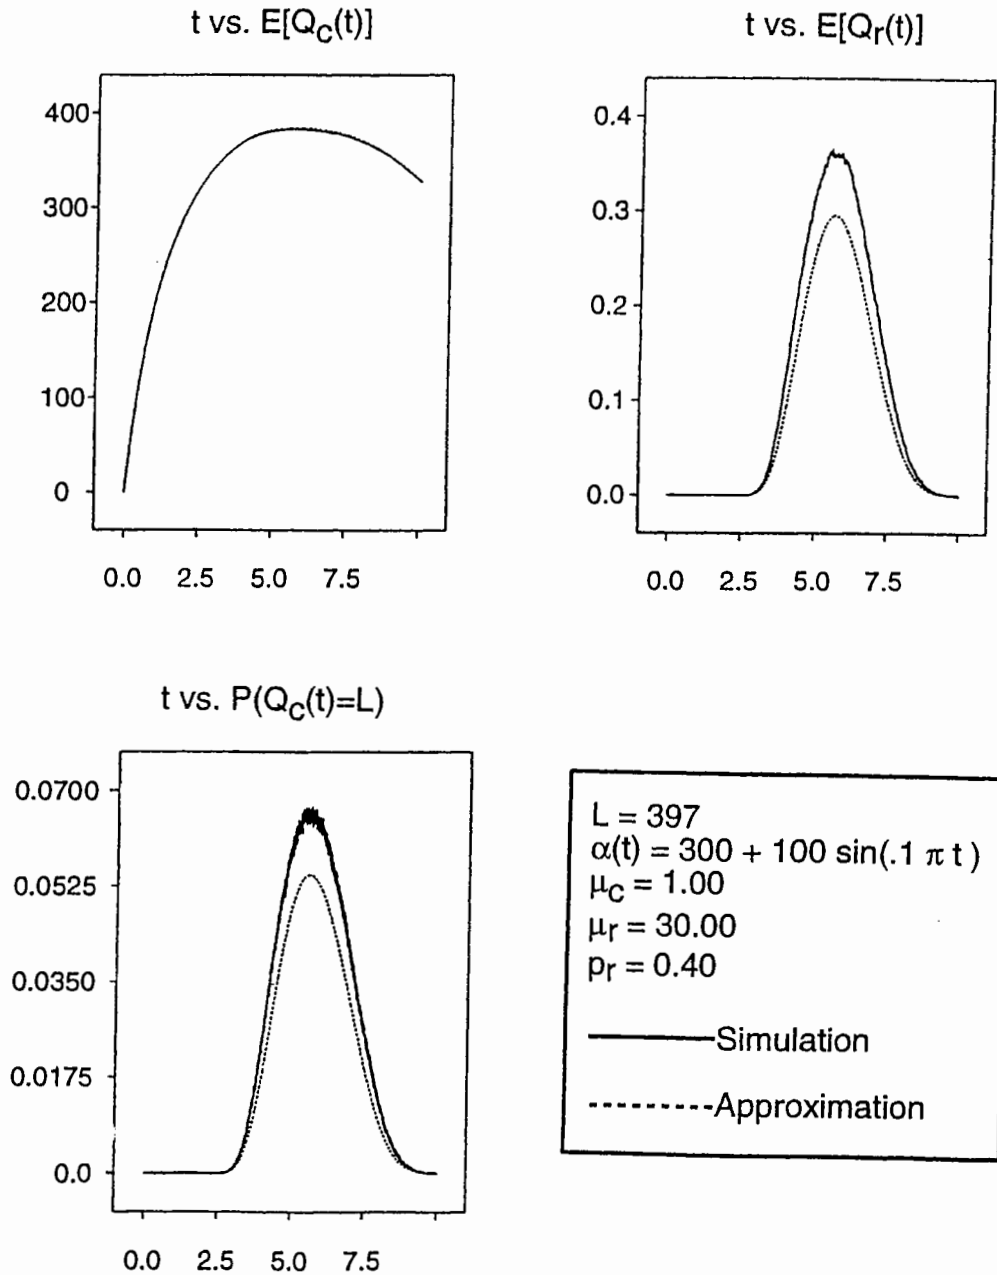 t vs. E[Qc(t)]
400
300
200
100
0
0.0 2.5 5.0 7.5
t vs. E[Qr(t)]
0.4
0.3
0.2
0.1
0.0
0.0 2.5 5.0 7.5
t vs. P(Qc(t)=L)
0.0700
0.0525
0.0350
0.0175
0.0
0.0 2.5 5.0 7.5
L = 397
α(t) = 300 + 100 sin(.1 π t )
μc = 1.00
μr = 30.00
pr = 0.40
Simulation
Approximation